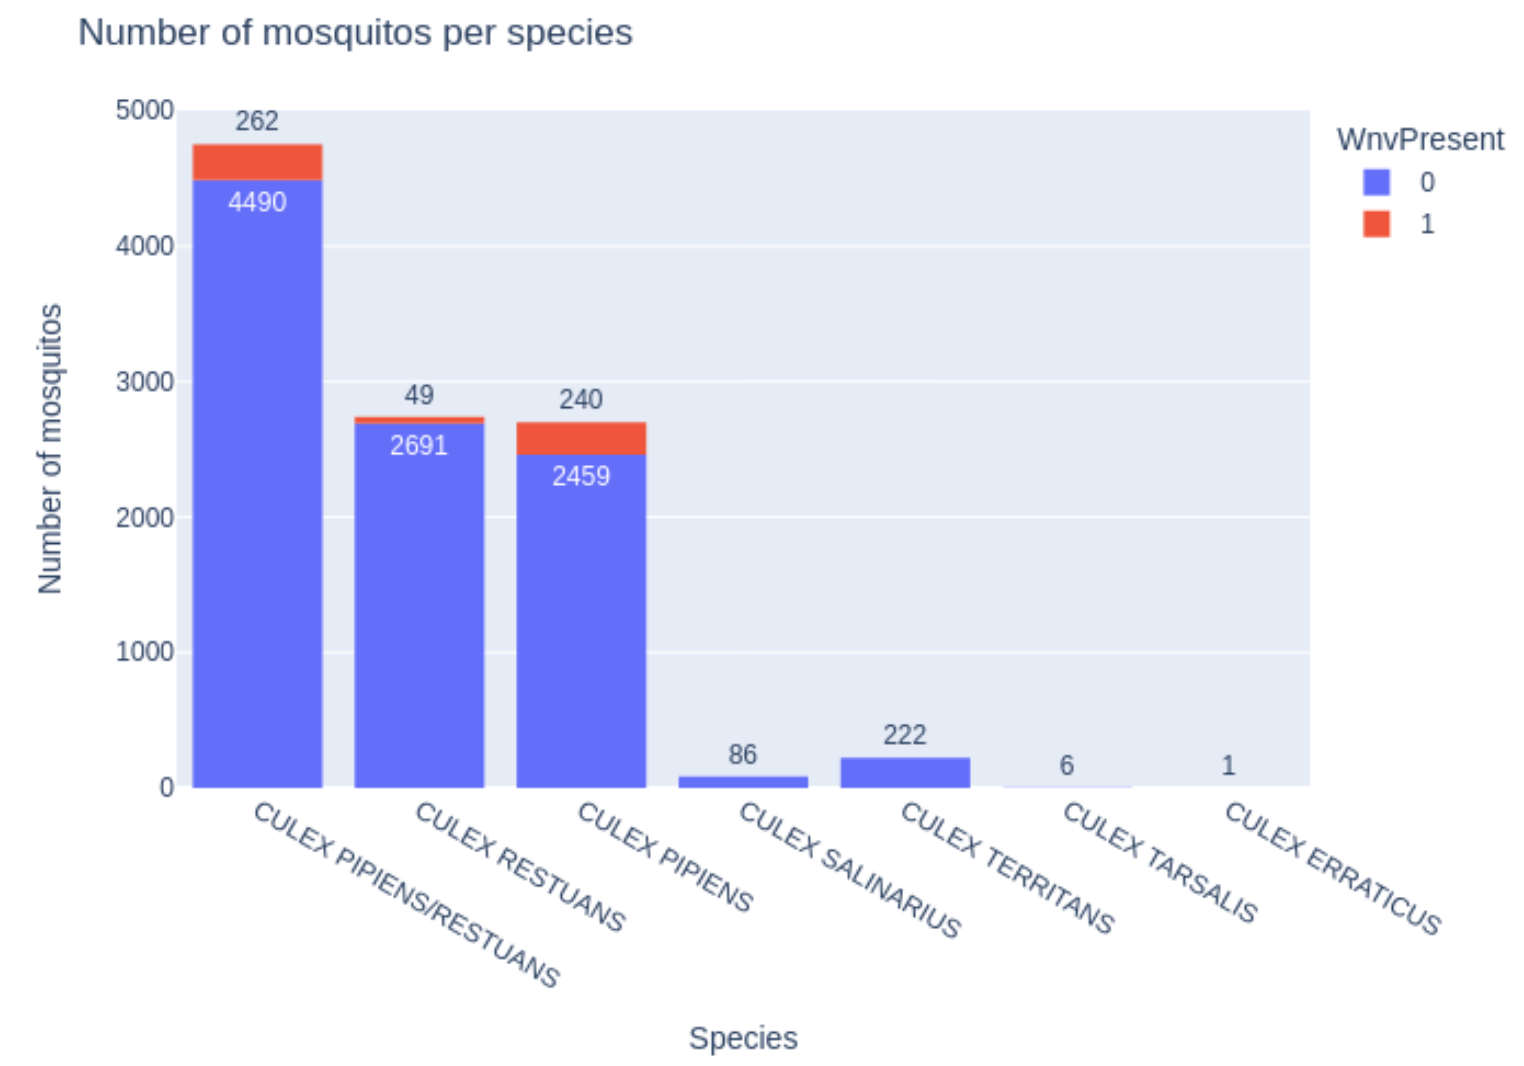 Number of mosquitos per species
5000
4000
3000
2000
1000
0
Number of mosquitos
262
4490
49
2691
240
2459
86
222
6
1
CULEX PIPIENS/RESTUANS
CULEX RESTUANS
CULEX PIPIENS
CULEX SALINARIUS
CULEX TERRITANS
CULEX TARSALIS
CULEX ERRATICUS
Species
WnvPresent
0
1